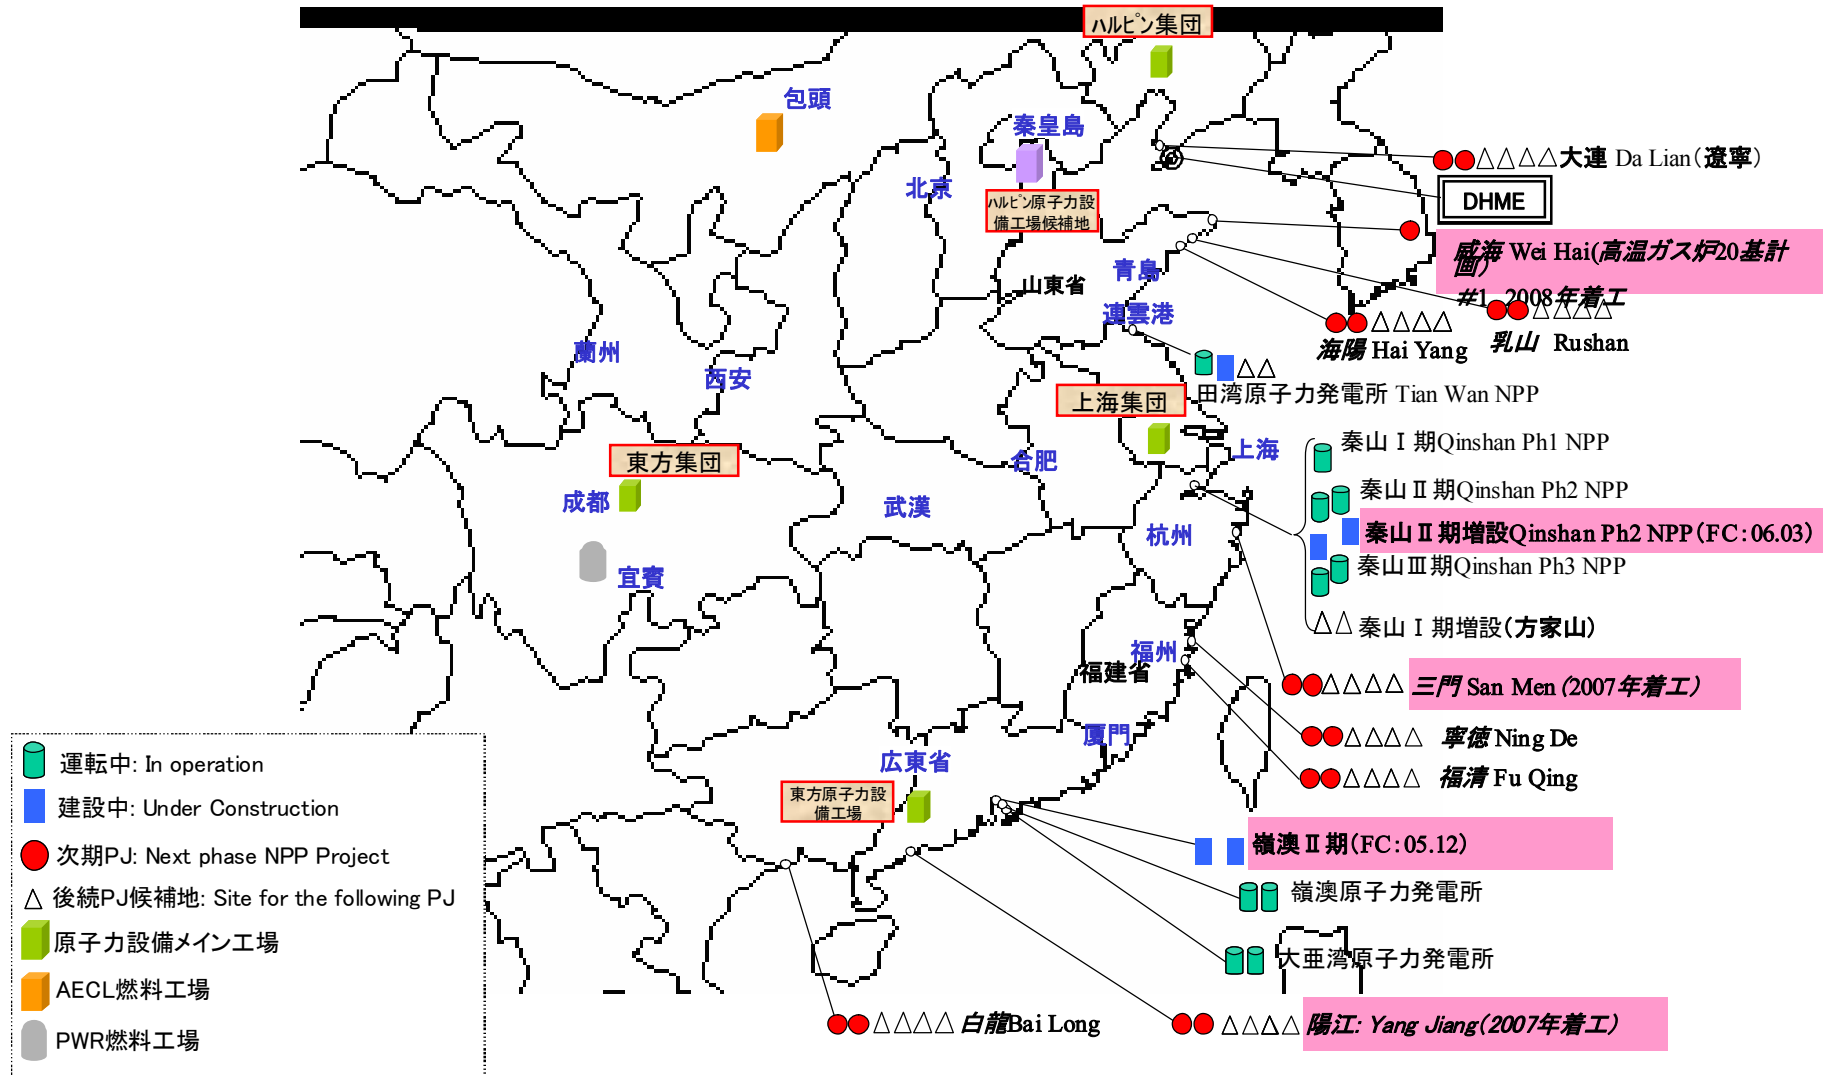 ハルピン集団
包頭
秦皇島
北京
ハルピン原子力設
備工場候補地
大連 Da Lian(遼寧)
DHME
威海 Wei Hai(高温ガス炉20基計
画)
#1 2008年着工
青島
山東省
連雲港
海陽 Hai Yang
乳山 Rushan
蘭州
西安
田湾原子力発電所 Tian Wan NPP
上海集団
上海
合肥
東方集団
成都
武漢
杭州
宜賓
秦山Ⅰ期Qinshan Ph1 NPP
秦山Ⅱ期Qinshan Ph2 NPP
秦山Ⅱ期増設Qinshan Ph2 NPP(FC:06.03)
秦山Ⅲ期Qinshan Ph3 NPP
秦山Ⅰ期増設(方家山)
福州
福建省
三門 San Men(2007年着工)
厦門
寧徳 Ning De
福清 Fu Qing
広東省
東方原子力設
備工場
嶺澳Ⅱ期(FC:05.12)
嶺澳原子力発電所
大亜湾原子力発電所
白龍Bai Long
陽江: Yang Jiang(2007年着工)
運転中: In operation
建設中: Under Construction
次期PJ: Next phase NPP Project
後続PJ候補地: Site for the following PJ
原子力設備メイン工場
AECL燃料工場
PWR燃料工場